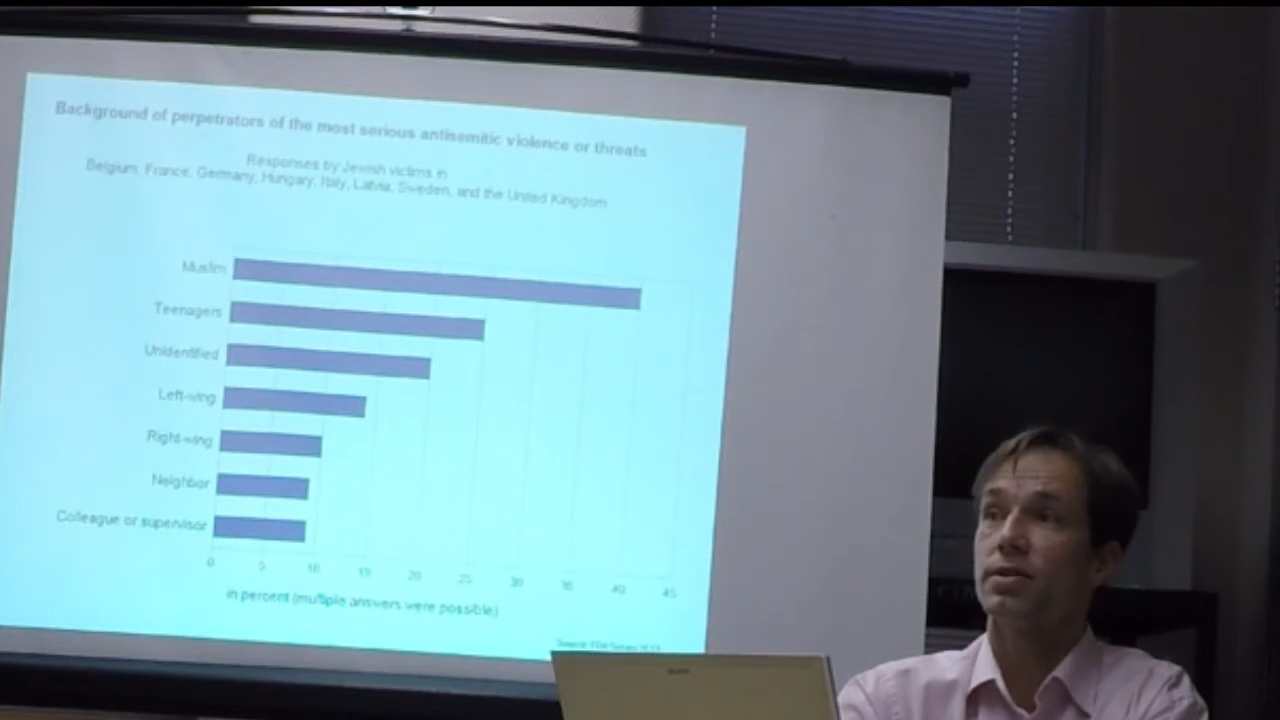 Background of perpetrators of the most serious antisemitic violence or threats
Responses by Jewish victims in
Belgium, France, Germany, Hungary, Italy, Latvia, Sweden, and the United Kingdom
Muslim
Teenagers
Unidentified
Left-wing
Right-wing
Neighbor
Colleague or supervisor
0 5 10 15 20 25 30 35 40 45
in percent (multiple answers were possible)
Source:
SONY